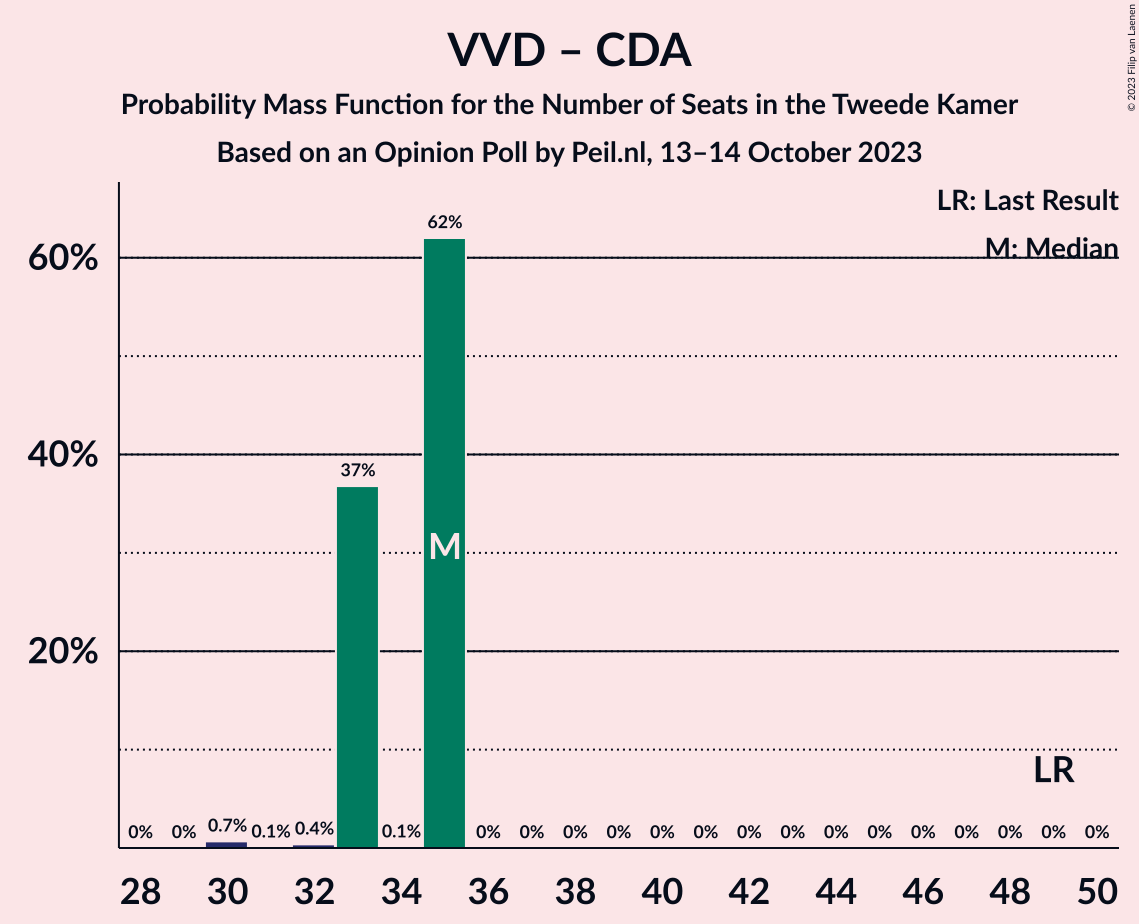 VVD – CDA
Probability Mass Function for the Number of Seats in the Tweede Kamer
Based on an Opinion Poll by Peil.nl, 13–14 October 2023
© 2023 Filip van Laenen
LR: Last Result
M: Median
62%
60%
40%
37%
M
20%
LR
0% 0% 0.7% 0.1% 0.4% 0.1% 0% 0% 0% 0% 0% 0% 0% 0% 0% 0% 0% 0% 0% 0% 0%
28 30 32 34 36 38 40 42 44 46 48 50